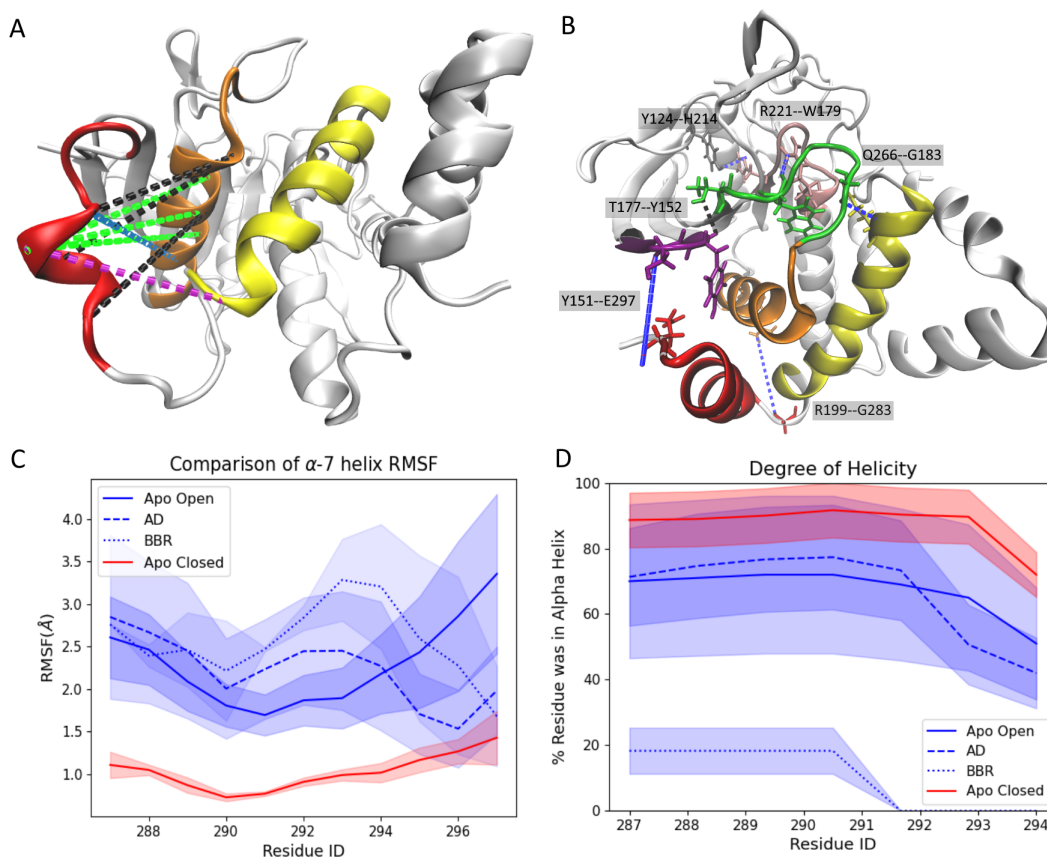 A
B
Y124--H214
R221--W179
Q266--G183
T177--Y152
Y151--E297
R199--G283
C
Comparison of α-7 helix RMSF
Apo Open
AD
BBR
Apo Closed
RMSF(Å)
4.0
3.5
3.0
2.5
2.0
1.5
1.0
288
290
292
294
296
Residue ID
D
Degree of Helicity
% Residue was in Alpha Helix
100
80
60
40
20
0
Apo Open
AD
BBR
Apo Closed
287
288
289
290
291
292
293
294
Residue ID